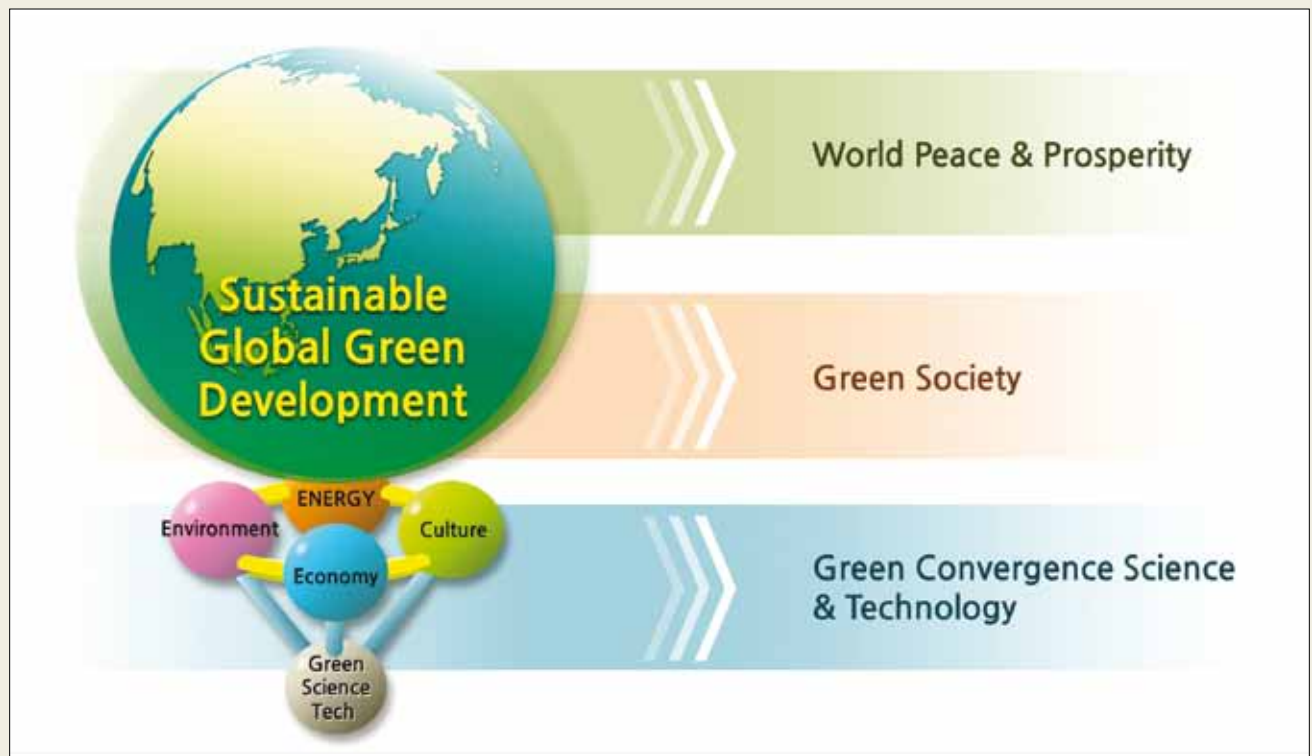 Sustainable
Global Green
Development
World Peace & Prosperity
Green Society
ENERGY
Environment
Culture
Economy
Green
Science
Tech
Green Convergence Science
& Technology